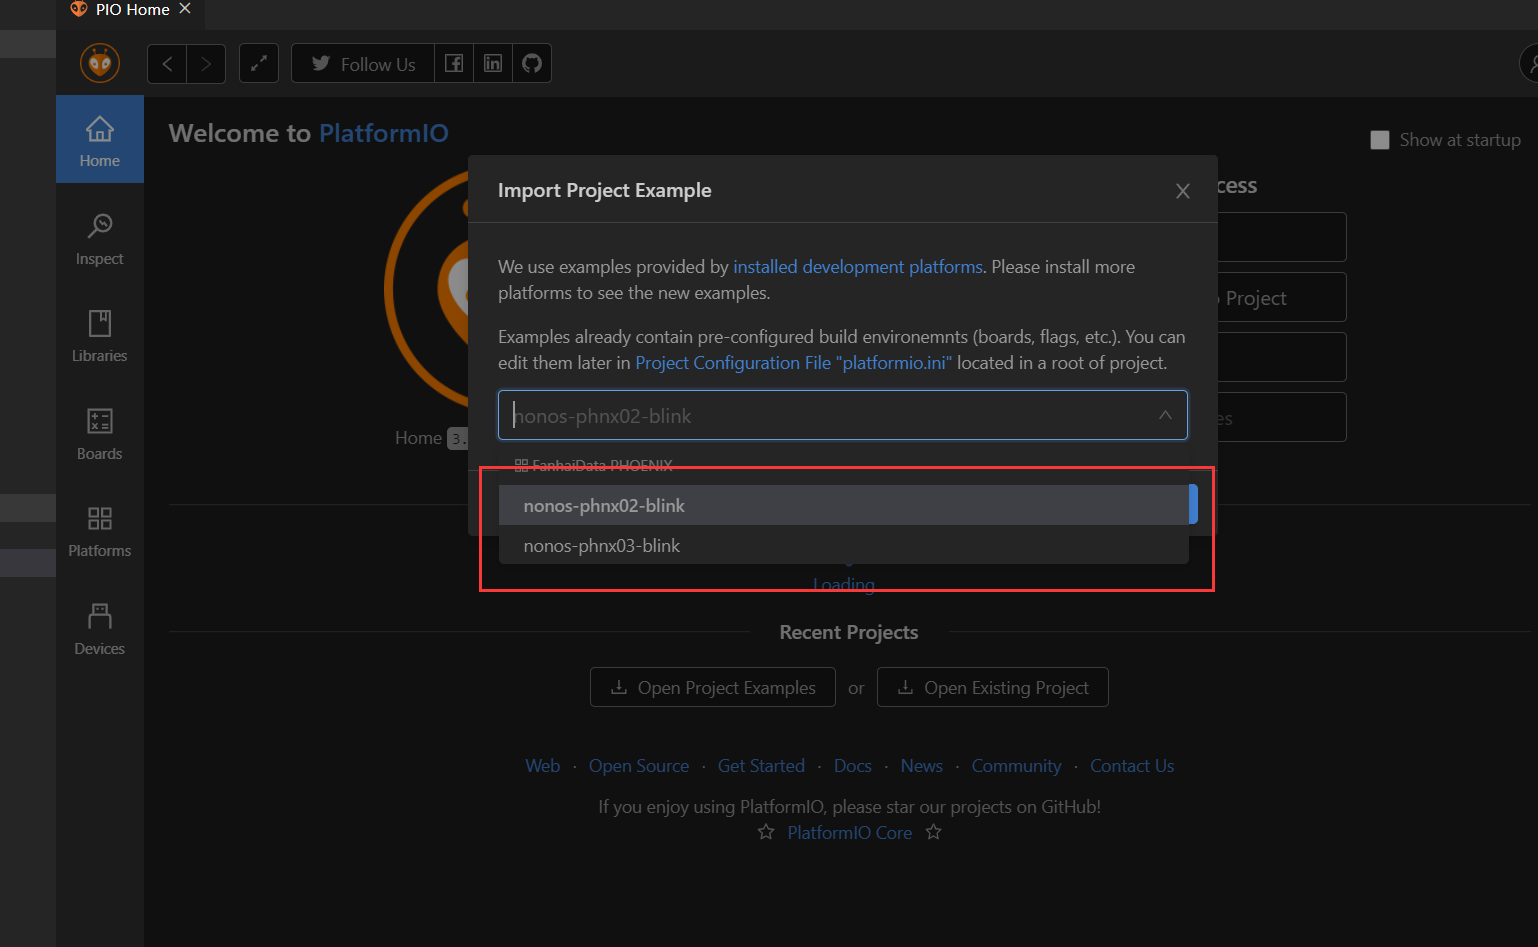 PIO Home
Follow Us
Home
Welcome to PlatformIO
Show at startup
Inspect
Libraries
Boards
Platforms
Devices
Import Project Example
cess
We use examples provided by installed development platforms. Please install more
platforms to see the new examples.
Project
Examples already contain pre-configured build environemnts (boards, flags, etc.). You can
edit them later in Project Configuration File "platformio.ini" located in a root of project.
nonos-phnx02-blink
es
Home 3.
FanhaiData PHOENIX
nonos-phnx02-blink
nonos-phnx03-blink
Loading
Recent Projects
Open Project Examples or Open Existing Project
Web · Open Source · Get Started · Docs · News · Community · Contact Us
If you enjoy using PlatformIO, please star our projects on GitHub!
PlatformIO Core